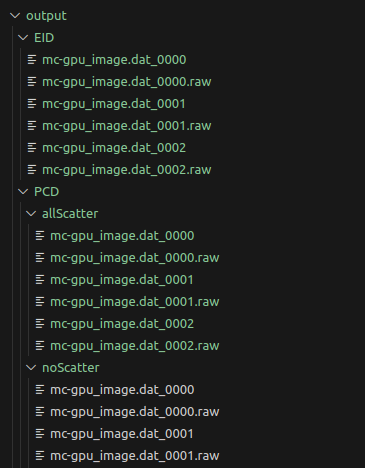 output
EID
mc-gpu_image.dat_0000
mc-gpu_image.dat_0000.raw
mc-gpu_image.dat_0001
mc-gpu_image.dat_0001.raw
mc-gpu_image.dat_0002
mc-gpu_image.dat_0002.raw
PCD
allScatter
mc-gpu_image.dat_0000
mc-gpu_image.dat_0000.raw
mc-gpu_image.dat_0001
mc-gpu_image.dat_0001.raw
mc-gpu_image.dat_0002
mc-gpu_image.dat_0002.raw
noScatter
mc-gpu_image.dat_0000
mc-gpu_image.dat_0000.raw
mc-gpu_image.dat_0001
mc-gpu_image.dat_0001.raw